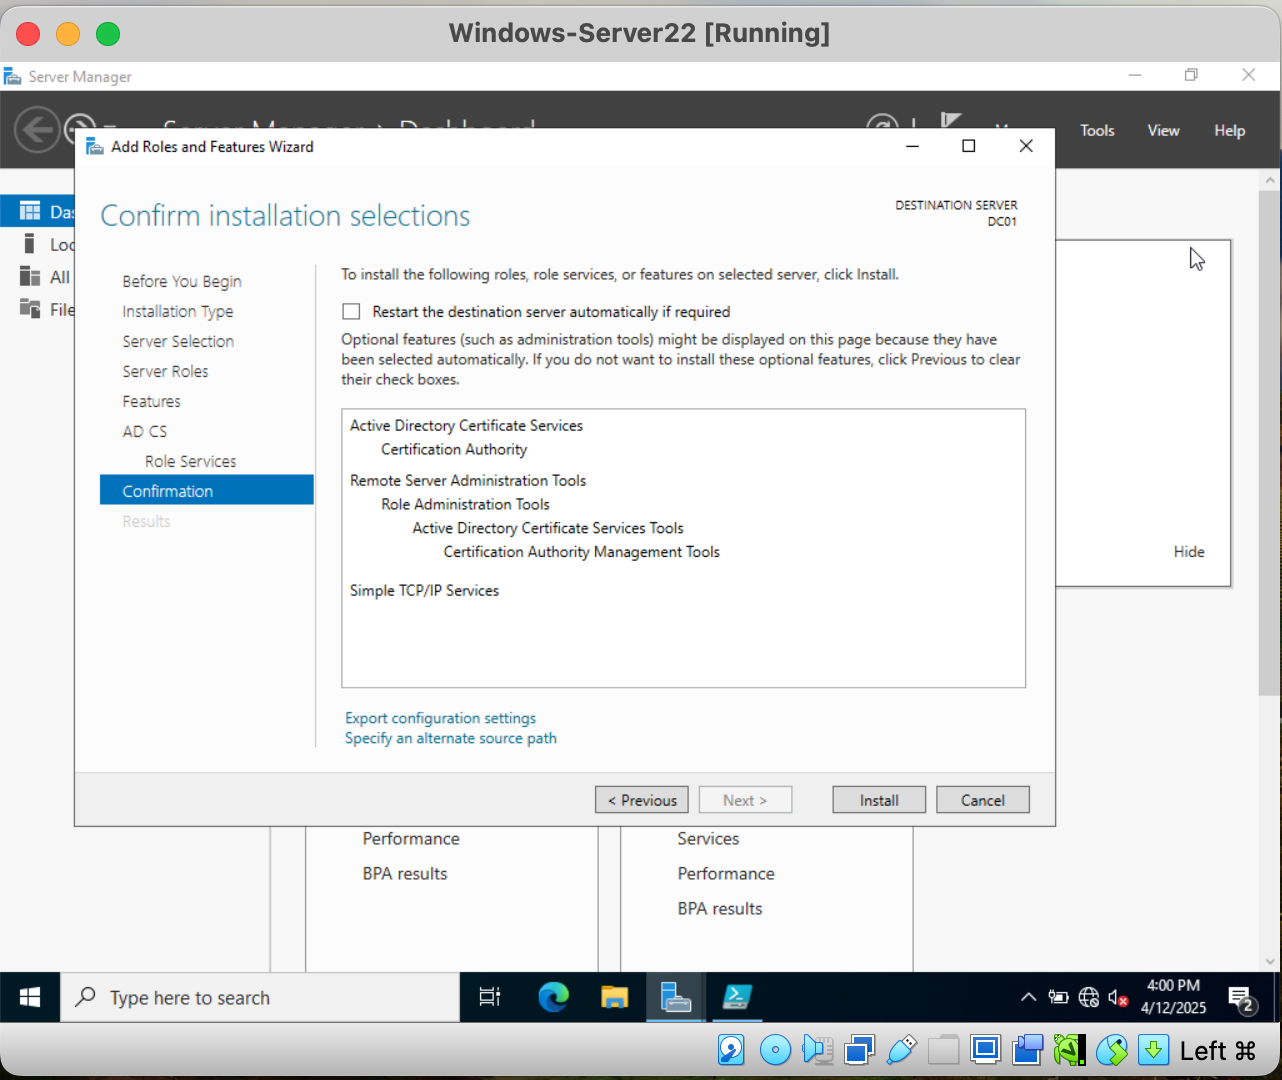 Windows-Server22 [Running]
Server Manager
Tools
View
Help
Add Roles and Features Wizard
Confirm installation selections
DESTINATION SERVER
DC01
Before You Begin
Installation Type
Server Selection
Server Roles
Features
AD CS
Role Services
Confirmation
Results
To install the following roles, role services, or features on selected server, click Install.
Restart the destination server automatically if required
Optional features (such as administration tools) might be displayed on this page because they have
been selected automatically. If you do not want to install these optional features, click Previous to clear
their check boxes.
Active Directory Certificate Services
Certification Authority
Remote Server Administration Tools
Role Administration Tools
Active Directory Certificate Services Tools
Certification Authority Management Tools
Simple TCP/IP Services
Export configuration settings
Specify an alternate source path
< Previous
Next >
Install
Cancel
All
Hide
Performance
BPA results
Services
Performance
BPA results
Type here to search
4:00 PM
4/12/2025
2
Left ⌘